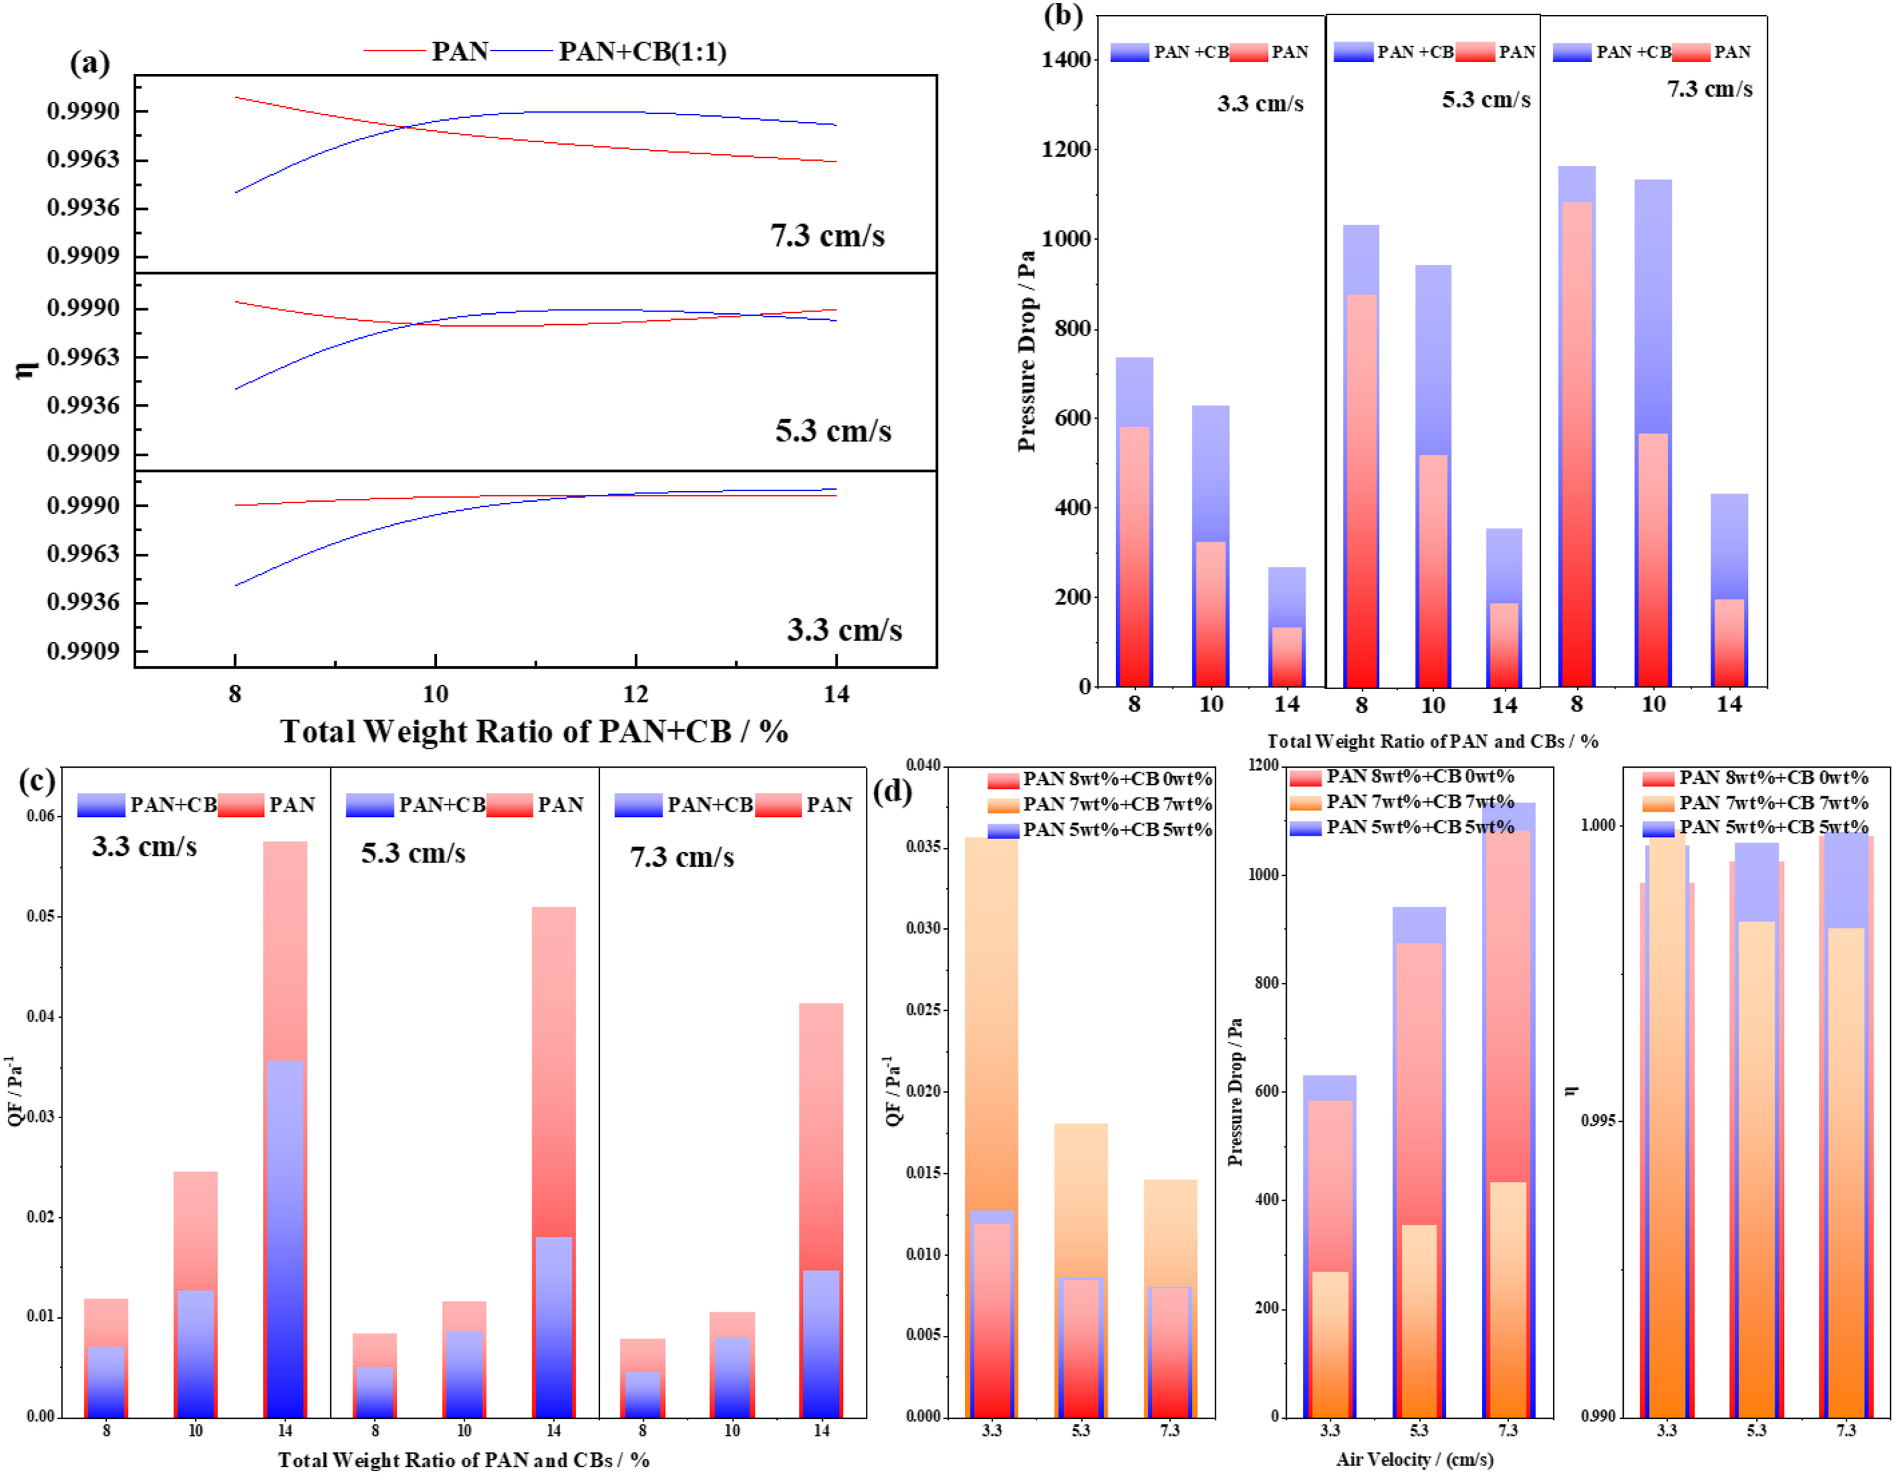 (a)
PAN PAN+CB(1:1)
0.9990
0.9963
0.9936
0.9909
7.3 cm/s
0.9990
0.9963
0.9936
0.9909
5.3 cm/s
0.9990
0.9963
0.9936
0.9909
3.3 cm/s
η
8 10 12 14
Total Weight Ratio of PAN+CB / %
(b)
PAN +CB PAN PAN +CB PAN PAN +CB PAN
3.3 cm/s 5.3 cm/s 7.3 cm/s
1400
1200
1000
800
600
400
200
0
Pressure Drop / Pa
8 10 14 8 10 14 8 10 14
Total Weight Ratio of PAN and CBs / %
(c)
PAN+CB PAN PAN+CB PAN PAN+CB PAN
3.3 cm/s 5.3 cm/s 7.3 cm/s
0.06
0.05
0.04
0.03
0.02
0.01
0.00
QF / Pa-1
8 10 14 8 10 14 8 10 14
Total Weight Ratio of PAN and CBs / %
(d)
PAN 8wt%+CB 0wt%
PAN 7wt%+CB 7wt%
PAN 5wt%+CB 5wt%
0.040
0.035
0.030
0.025
0.020
0.015
0.010
0.005
0.000
QF / Pa-1
3.3 5.3 7.3
PAN 8wt%+CB 0wt%
PAN 7wt%+CB 7wt%
PAN 5wt%+CB 5wt%
1200
1000
800
600
400
200
0
Pressure Drop / Pa
3.3 5.3 7.3
Air Velocity / (cm/s)
PAN 8wt%+CB 0wt%
PAN 7wt%+CB 7wt%
PAN 5wt%+CB 5wt%
1.000
0.995
0.990
η
3.3 5.3 7.3